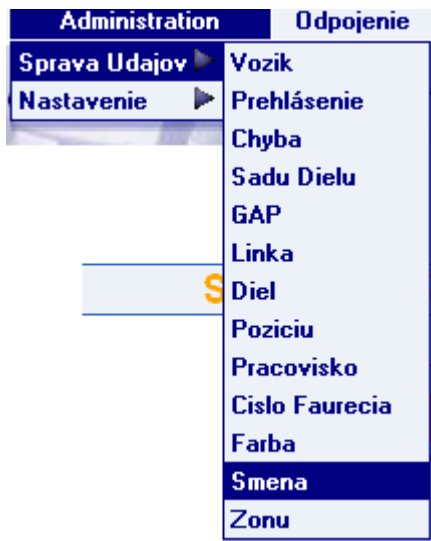 Administration Odpojenie
Sprava Udajov
Nastavenie
Vozik
Prehlásenie
Chyba
Sadu Dielu
GAP
Linka
S
Diel
Poziciu
Pracovisko
Cislo Faurecia
Farba
Smena
Zonu